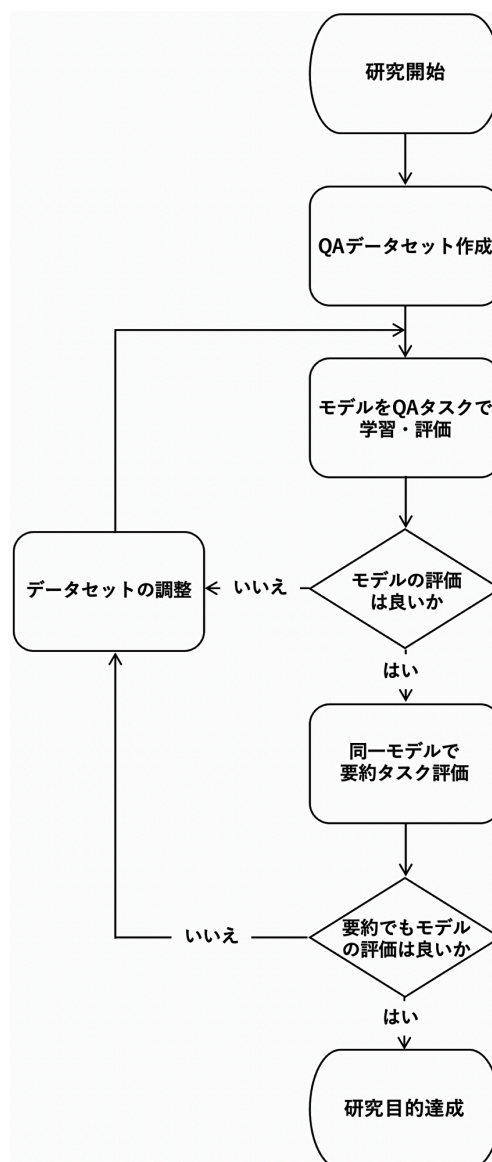 研究開始
QAデータセット作成
モデルをQAタスクで
学習・評価
モデルの評価
は良いか
いいえ
データセットの調整
はい
同一モデルで
要約タスク評価
要約でもモデル
の評価は良いか
いいえ
はい
研究目的達成